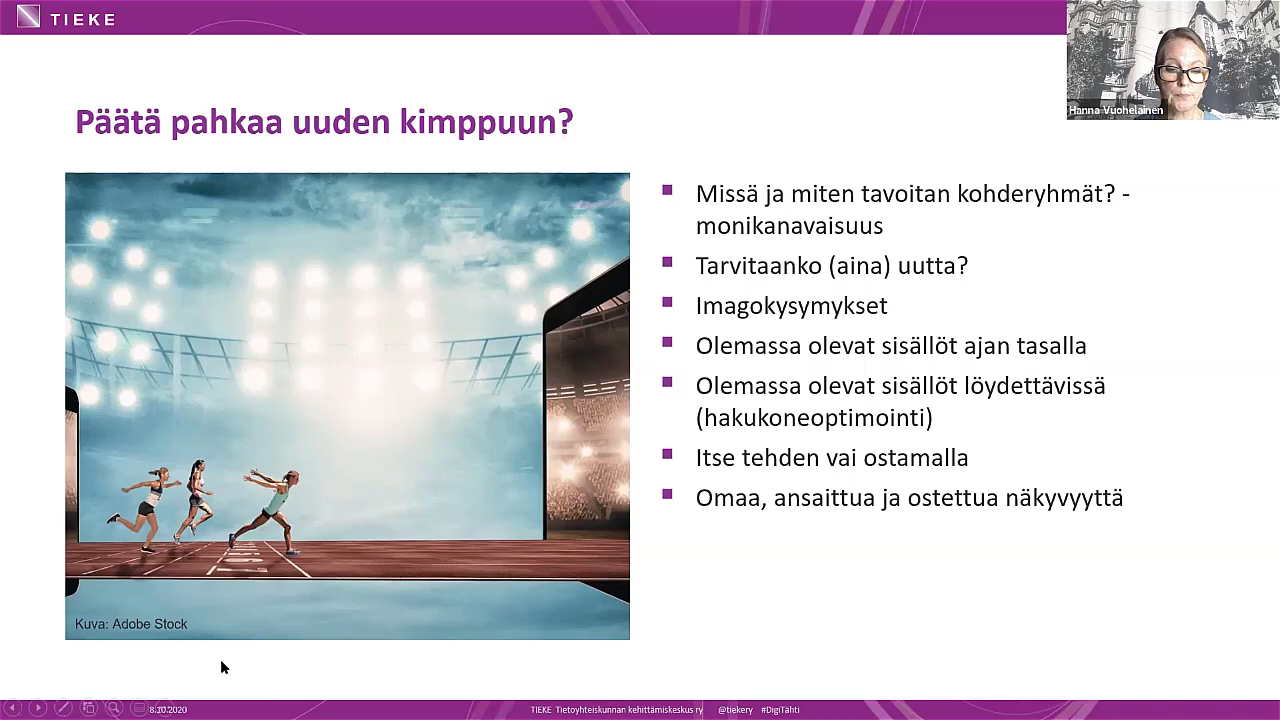 TIEKE
Hanna Vuohelainen
Päätä pahkaa uuden kimppuun?
Missä ja miten tavoitan kohderyhmät? -
monikanavaisuus
Tarvitaanko (aina) uutta?
Imagokysymykset
Olemassa olevat sisällöt ajan tasalla
Olemassa olevat sisällöt löydettävissä
(hakukoneoptimointi)
Itse tehden vai ostamalla
Omaa, ansaittua ja ostettua näkyvyyttä
Kuva: Adobe Stock
8.10.2020
TIEKE Tietoyhteiskunnan kehittämiskeskus ry @tiekery #DigiTähti